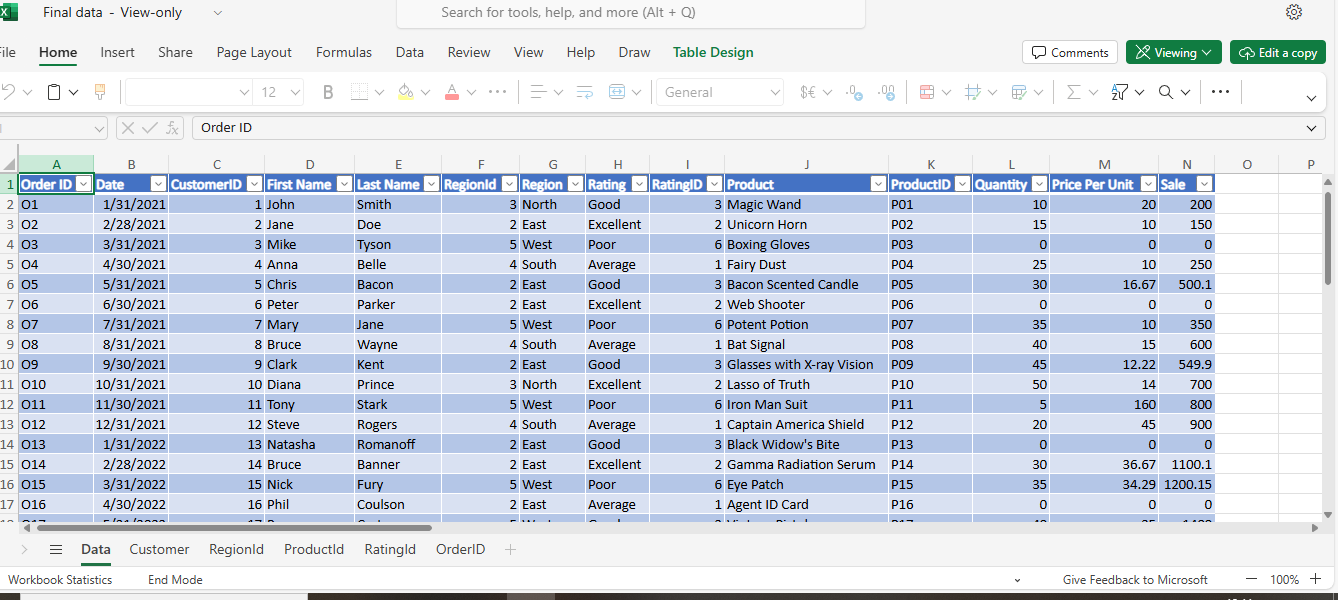 Final data - View-only
Search for tools, help, and more (Alt + Q)
File Home Insert Share Page Layout Formulas Data Review View Help Draw Table Design Comments Viewing Edit a copy
12 B A General $€ .0 .00
fx Order ID
A B C D E F G H I J K L M N O P
1 Order ID Date CustomerID First Name Last Name RegionId Region Rating RatingID Product ProductID Quantity Price Per Unit Sale
2 O1 1/31/2021 1 John Smith 3 North Good 3 Magic Wand P01 10 20 200
3 O2 2/28/2021 2 Jane Doe 2 East Excellent 2 Unicorn Horn P02 15 10 150
4 O3 3/31/2021 3 Mike Tyson 5 West Poor 6 Boxing Gloves P03 0 0 0
5 O4 4/30/2021 4 Anna Belle 4 South Average 1 Fairy Dust P04 25 10 250
6 O5 5/31/2021 5 Chris Bacon 2 East Good 3 Bacon Scented Candle P05 30 16.67 500.1
7 O6 6/30/2021 6 Peter Parker 2 East Excellent 2 Web Shooter P06 0 0 0
8 O7 7/31/2021 7 Mary Jane 5 West Poor 6 Potent Potion P07 35 10 350
9 O8 8/31/2021 8 Bruce Wayne 4 South Average 1 Bat Signal P08 40 15 600
10 O9 9/30/2021 9 Clark Kent 2 East Good 3 Glasses with X-ray Vision P09 45 12.22 549.9
11 O10 10/31/2021 10 Diana Prince 3 North Excellent 2 Lasso of Truth P10 50 14 700
12 O11 11/30/2021 11 Tony Stark 5 West Poor 6 Iron Man Suit P11 5 160 800
13 O12 12/31/2021 12 Steve Rogers 4 South Average 1 Captain America Shield P12 20 45 900
14 O13 1/31/2022 13 Natasha Romanoff 2 East Good 3 Black Widow's Bite P13 0 0 0
15 O14 2/28/2022 14 Bruce Banner 2 East Excellent 2 Gamma Radiation Serum P14 30 36.67 1100.1
16 O15 3/31/2022 15 Nick Fury 5 West Poor 6 Eye Patch P15 35 34.29 1200.15
17 O16 4/30/2022 16 Phil Coulson 2 East Average 1 Agent ID Card P16 0 0 0
Data Customer RegionId ProductId RatingId OrderID
Workbook Statistics End Mode Give Feedback to Microsoft 100%